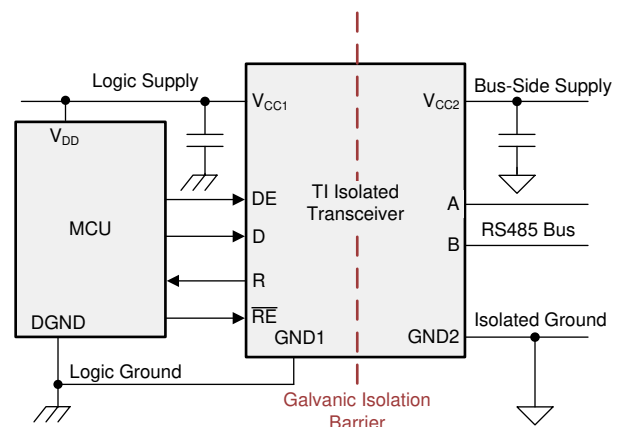 Logic Supply
V_CC1
V_CC2
Bus-Side Supply
V_DD
MCU
DE
D
R
R̅E̅
TI Isolated
Transceiver
A
B
RS485 Bus
DGND
GND1
GND2
Isolated Ground
Logic Ground
Galvanic Isolation
Barrier